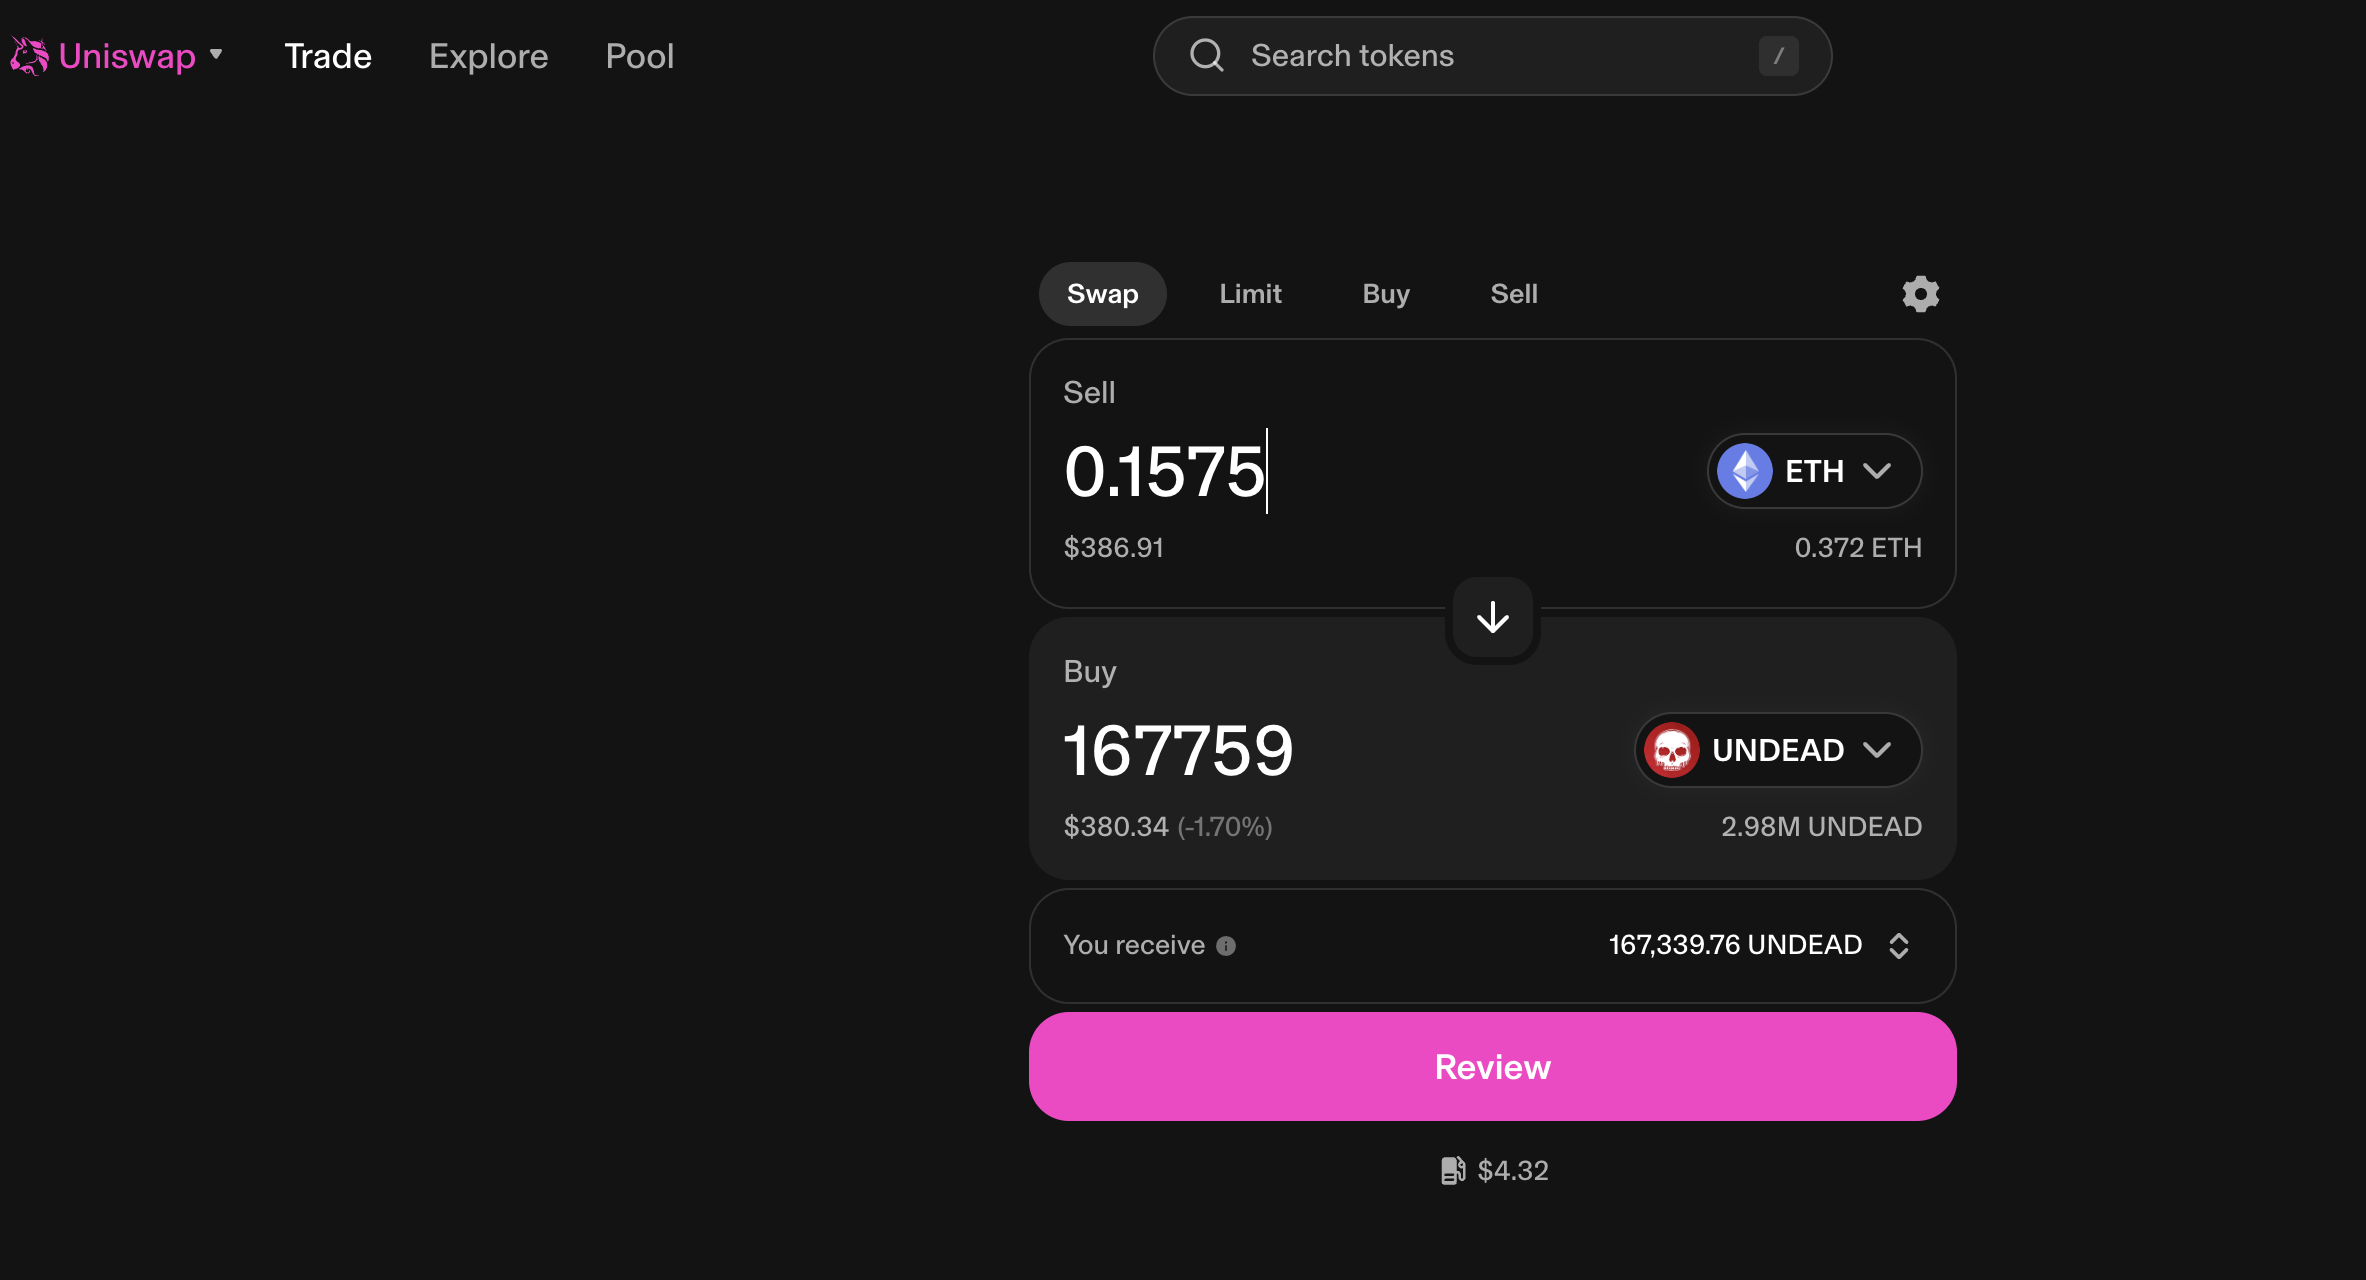 Uniswap Trade Explore Pool Search tokens /
Swap Limit Buy Sell
Sell
0.1575 ETH
$386.91 0.372 ETH
Buy
167759 UNDEAD
$380.34 (-1.70%) 2.98M UNDEAD
You receive 167,339.76 UNDEAD
Review
$4.32